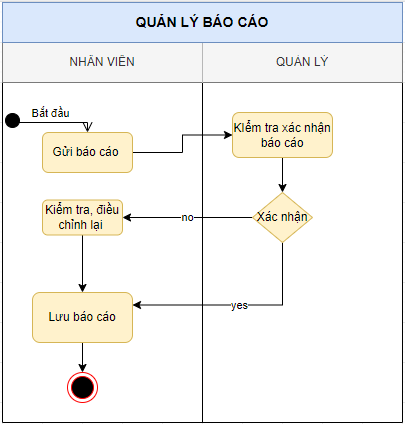 QUẢN LÝ BÁO CÁO
NHÂN VIÊN
QUẢN LÝ
Bắt đầu
Gửi báo cáo
KIểm tra xác nhận
báo cáo
Kiểm tra, điều
chỉnh lại
no
Xác nhận
Lưu báo cáo
yes